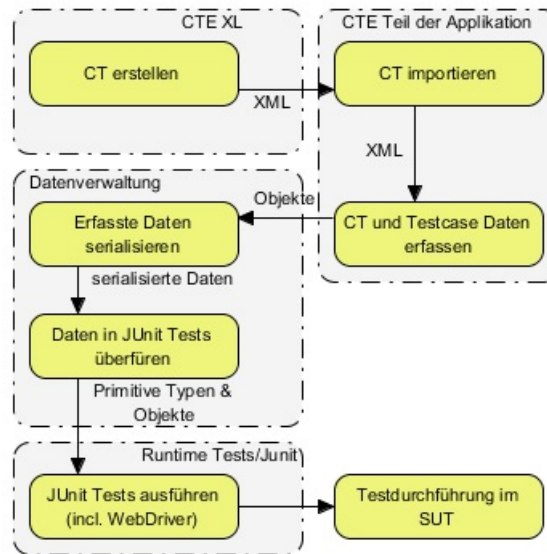 CTE XL
CT erstellen
XML
CTE Teil der Applikation
CT importieren
XML
CT und Testcase Daten
erfassen
Objekte
Datenverwaltung
Erfasste Daten
serialisieren
serialisierte Daten
Daten in JUnit Tests
überfüren
Primitive Typen &
Objekte
Runtime Tests/Junit
JUnit Tests ausführen
(incl. WebDriver)
Testdurchführung im
SUT